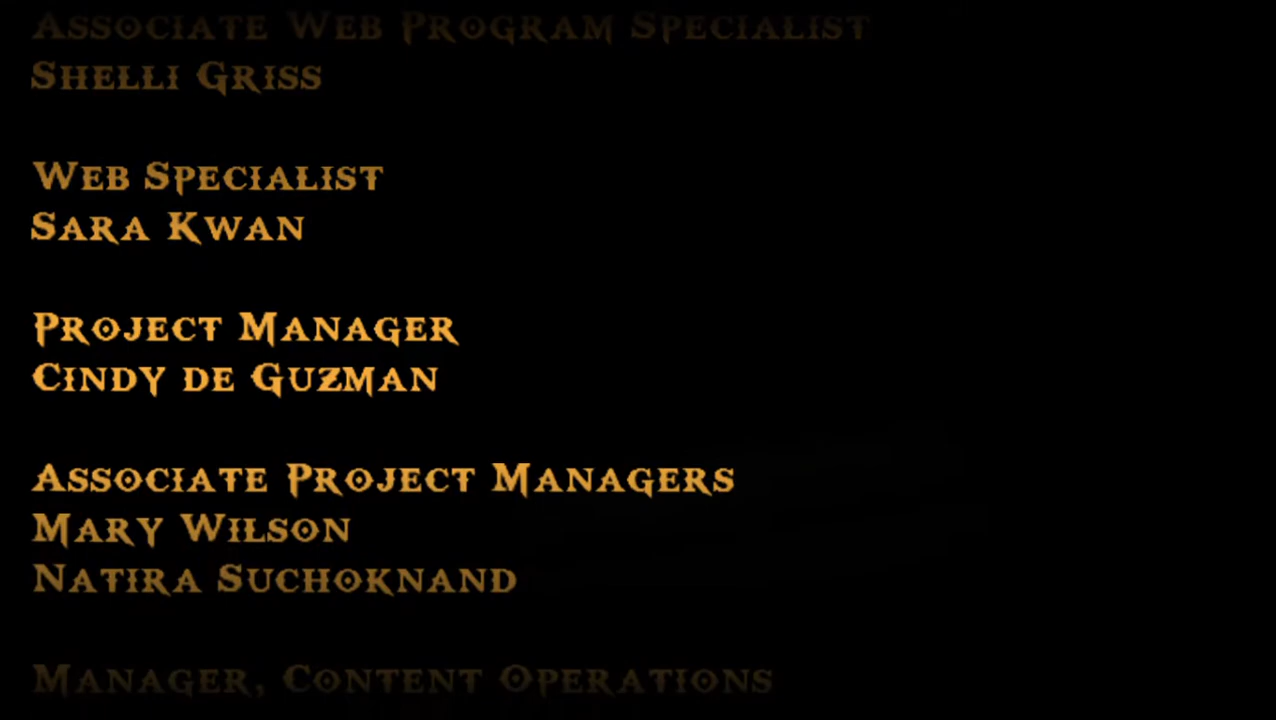 Associate Web Program Specialist
Shelli Griss
Web Specialist
Sara Kwan
Project Manager
Cindy de Guzman
Associate Project Managers
Mary Wilson
Natira Suchoknand
Manager, Content Operations